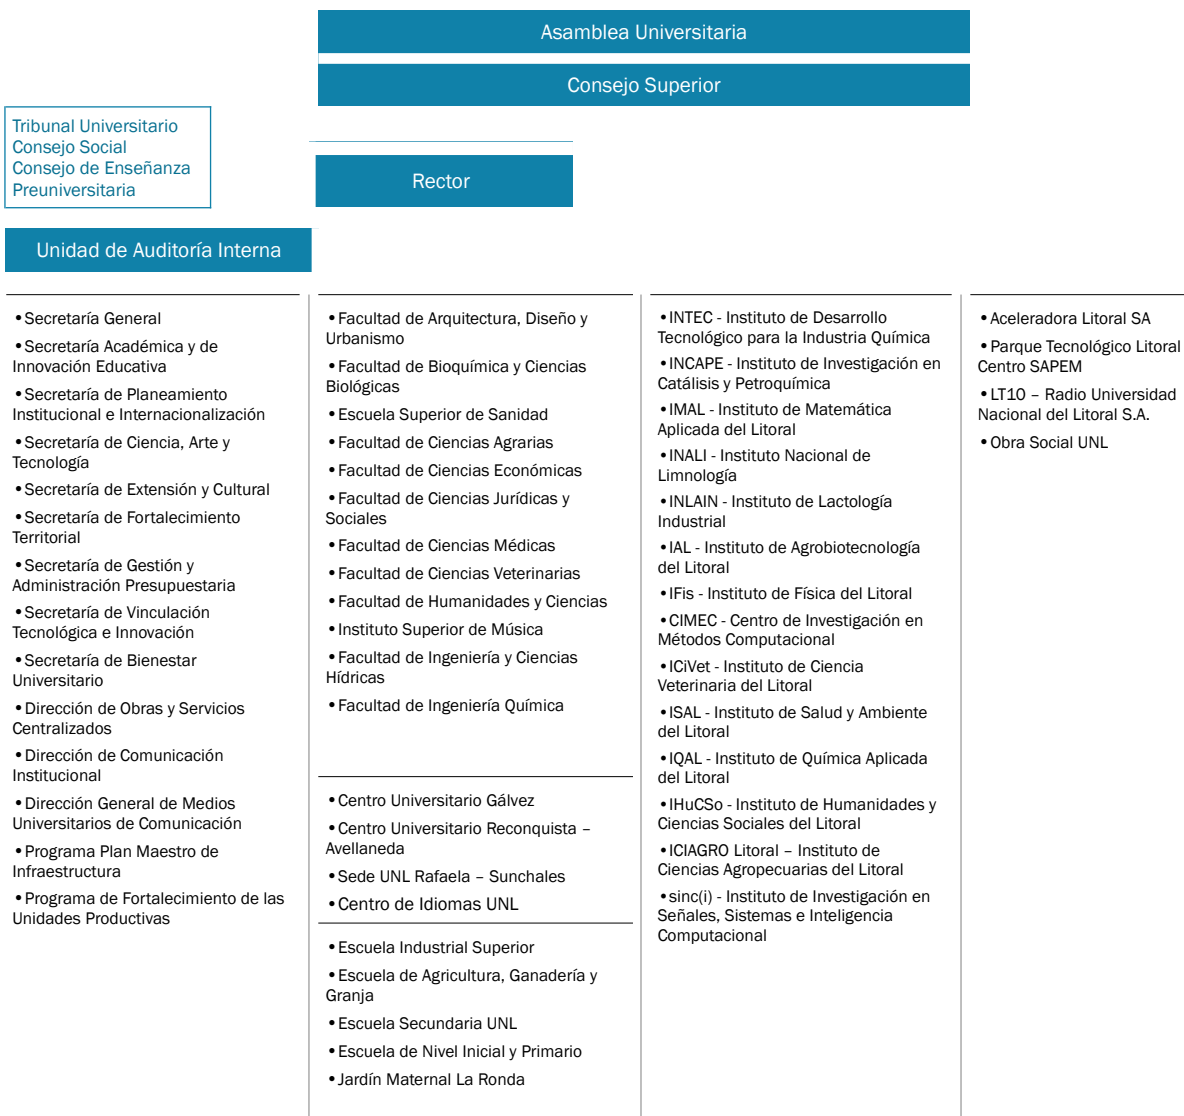 Asamblea Universitaria
Consejo Superior
Tribunal Universitario
Consejo Social
Consejo de Enseñanza
Preuniversitaria
Rector
Unidad de Auditoría Interna
•Secretaría General
•Secretaría Académica y de
Innovación Educativa
•Secretaría de Planeamiento
Institucional e Internacionalización
•Secretaría de Ciencia, Arte y
Tecnología
•Secretaría de Extensión y Cultural
•Secretaría de Fortalecimiento
Territorial
•Secretaría de Gestión y
Administración Presupuestaria
•Secretaría de Vinculación
Tecnológica e Innovación
•Secretaría de Bienestar
Universitario
•Dirección de Obras y Servicios
Centralizados
•Dirección de Comunicación
Institucional
•Dirección General de Medios
Universitarios de Comunicación
•Programa Plan Maestro de
Infraestructura
•Programa de Fortalecimiento de las
Unidades Productivas
•Facultad de Arquitectura, Diseño y
Urbanismo
•Facultad de Bioquímica y Ciencias
Biológicas
•Escuela Superior de Sanidad
•Facultad de Ciencias Agrarias
•Facultad de Ciencias Económicas
•Facultad de Ciencias Jurídicas y
Sociales
•Facultad de Ciencias Médicas
•Facultad de Ciencias Veterinarias
•Facultad de Humanidades y Ciencias
•Instituto Superior de Música
•Facultad de Ingeniería y Ciencias
Hídricas
•Facultad de Ingeniería Química
•Centro Universitario Gálvez
•Centro Universitario Reconquista –
Avellaneda
•Sede UNL Rafaela – Sunchales
•Centro de Idiomas UNL
•Escuela Industrial Superior
•Escuela de Agricultura, Ganadería y
Granja
•Escuela Secundaria UNL
•Escuela de Nivel Inicial y Primario
•Jardín Maternal La Ronda
•INTEC - Instituto de Desarrollo
Tecnológico para la Industria Química
•INCAPE - Instituto de Investigación en
Catálisis y Petroquímica
•IMAL - Instituto de Matemática
Aplicada del Litoral
•INALI - Instituto Nacional de
Limnología
•INLAIN - Instituto de Lactología
Industrial
•IAL - Instituto de Agrobiotecnología
del Litoral
•IFis - Instituto de Física del Litoral
•CIMEC - Centro de Investigación en
Métodos Computacional
•ICiVet - Instituto de Ciencia
Veterinaria del Litoral
•ISAL - Instituto de Salud y Ambiente
del Litoral
•IQAL - Instituto de Química Aplicada
del Litoral
•IHuCSo - Instituto de Humanidades y
Ciencias Sociales del Litoral
•ICIAGRO Litoral – Instituto de
Ciencias Agropecuarias del Litoral
•sinc(i) - Instituto de Investigación en
Señales, Sistemas e Inteligencia
Computacional
•Aceleradora Litoral SA
•Parque Tecnológico Litoral
Centro SAPEM
•LT10 – Radio Universidad
Nacional del Litoral S.A.
•Obra Social UNL